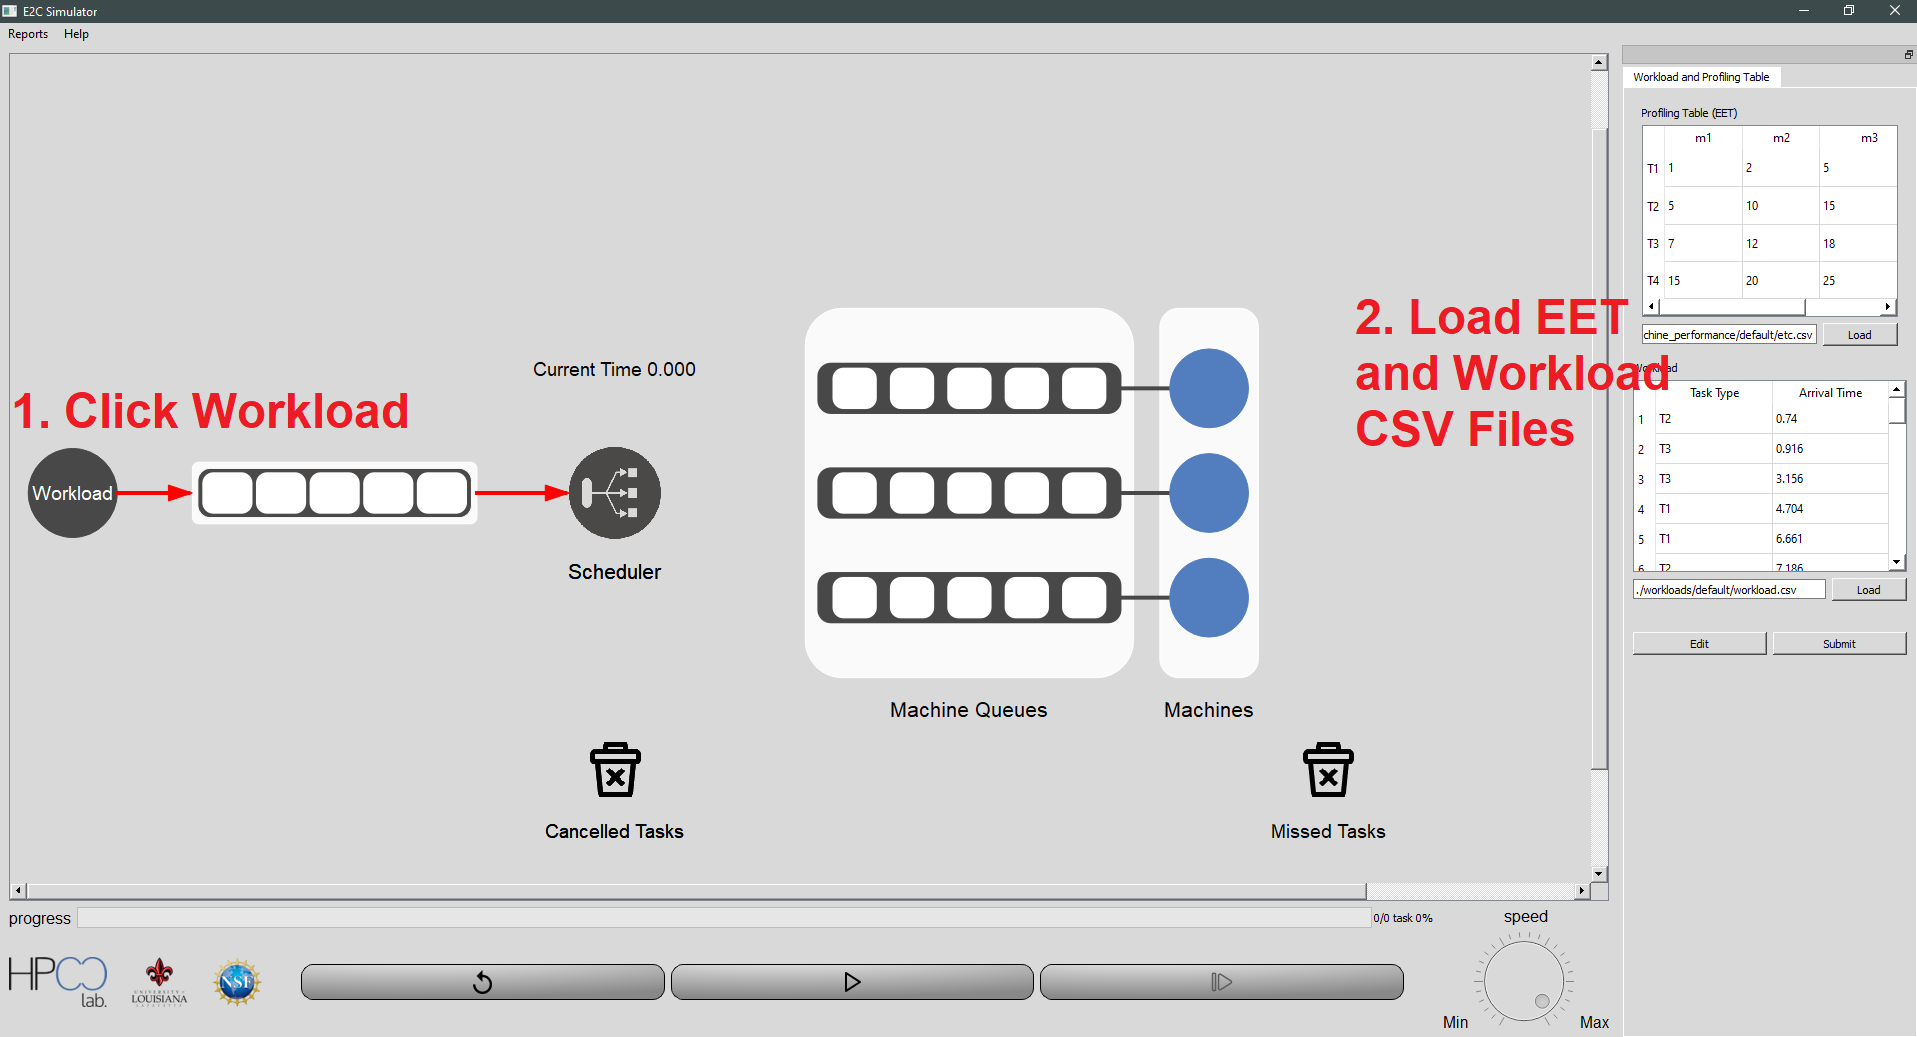 E2C Simulator
Reports Help
Workload and Profiling Table
Profiling Table (EET)
m1 m2 m3
T1 1 2 5
T2 5 10 15
T3 7 12 18
T4 15 20 25
chine_performance/default/etc.csv Load
Workload
Task Type Arrival Time
1 T2 0.74
2 T3 0.916
3 T3 3.156
4 T1 4.704
5 T1 6.661
6 T2 7.186
./workloads/default/workload.csv Load
Edit Submit
1. Click Workload
2. Load EET
and Workload
CSV Files
Current Time 0.000
Workload
Scheduler
Machine Queues
Machines
Cancelled Tasks
Missed Tasks
progress
0/0 task 0%
speed
Min Max
HPCC
lab.
UNIVERSITY of
LOUISIANA
LAFAYETTE
NSF